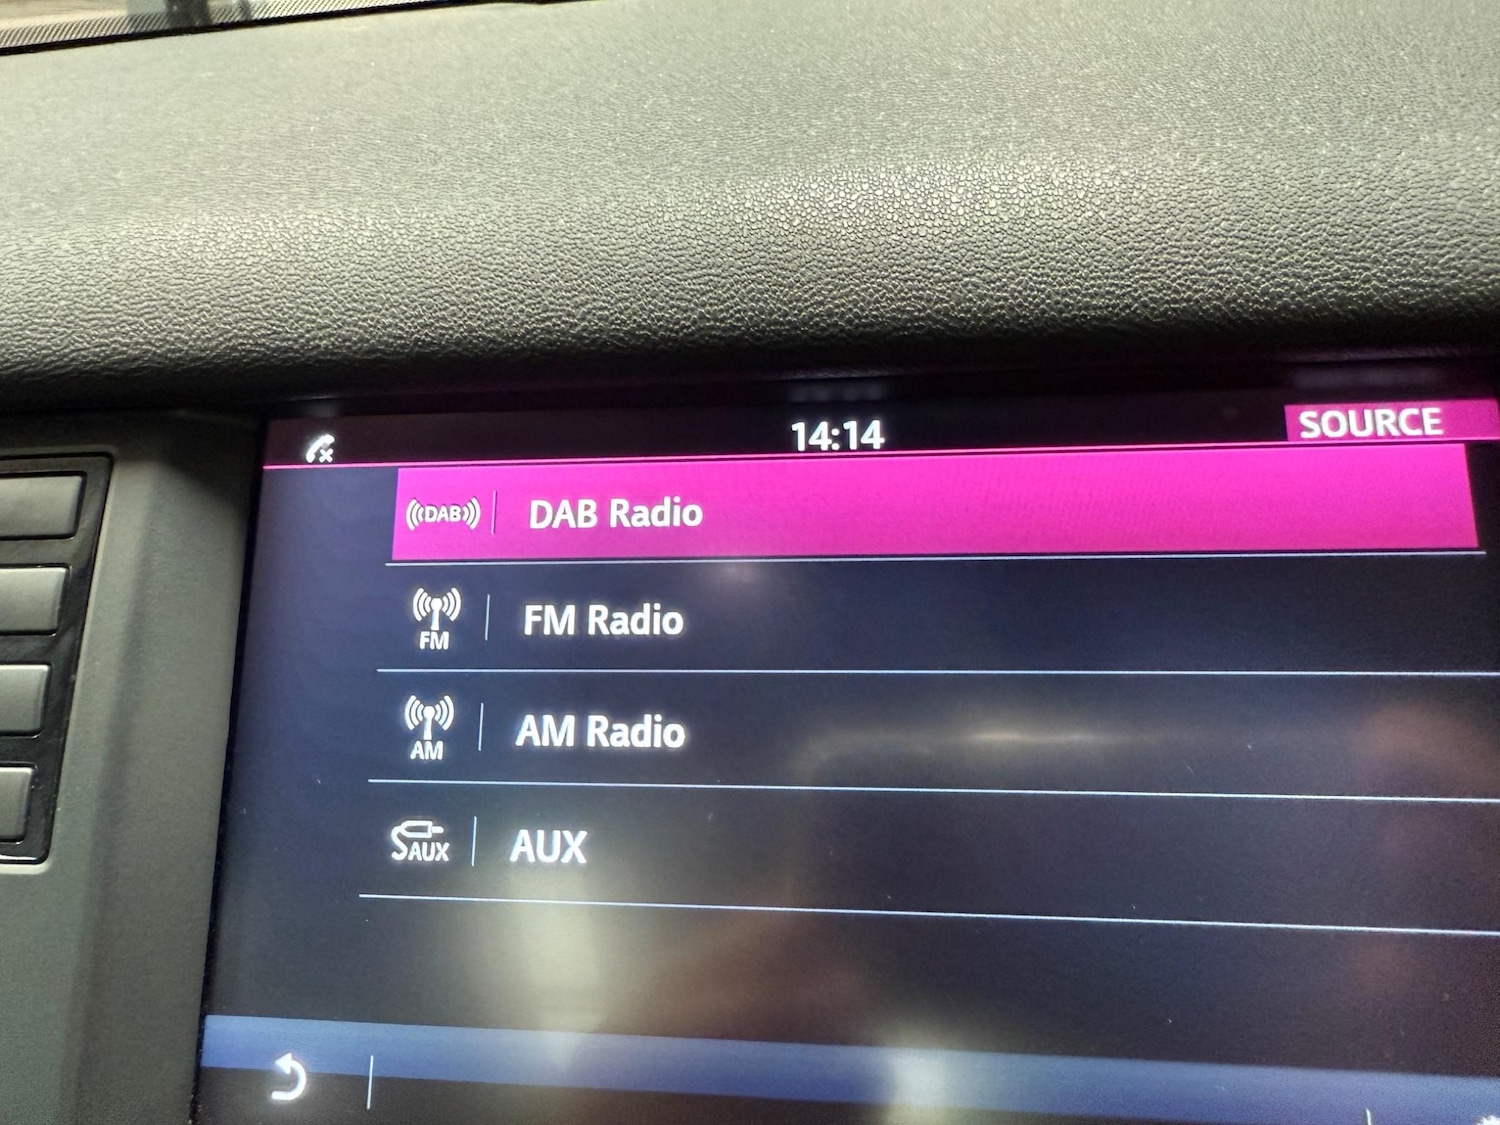 14:14
SOURCE
DAB DAB Radio
FM FM Radio
AM AM Radio
AUX AUX